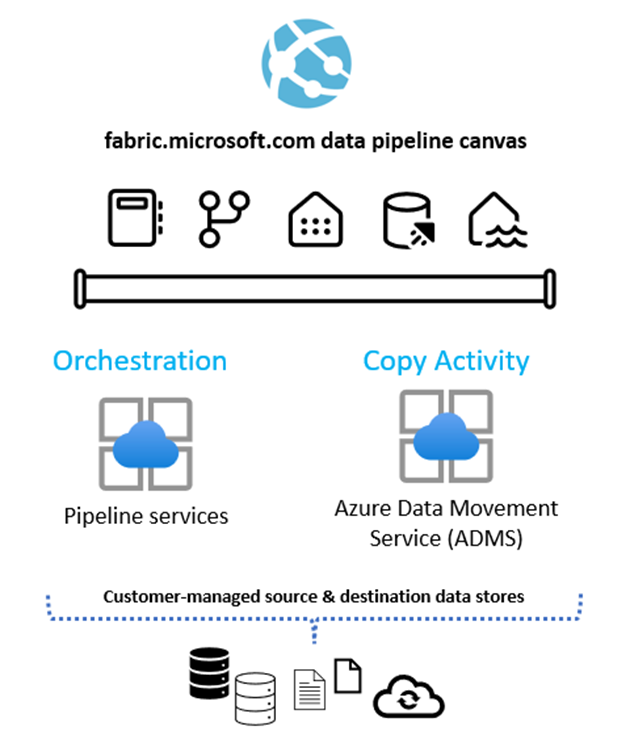 fabric.microsoft.com data pipeline canvas
Orchestration
Copy Activity
Pipeline services
Azure Data Movement
Service (ADMS)
Customer-managed source & destination data stores